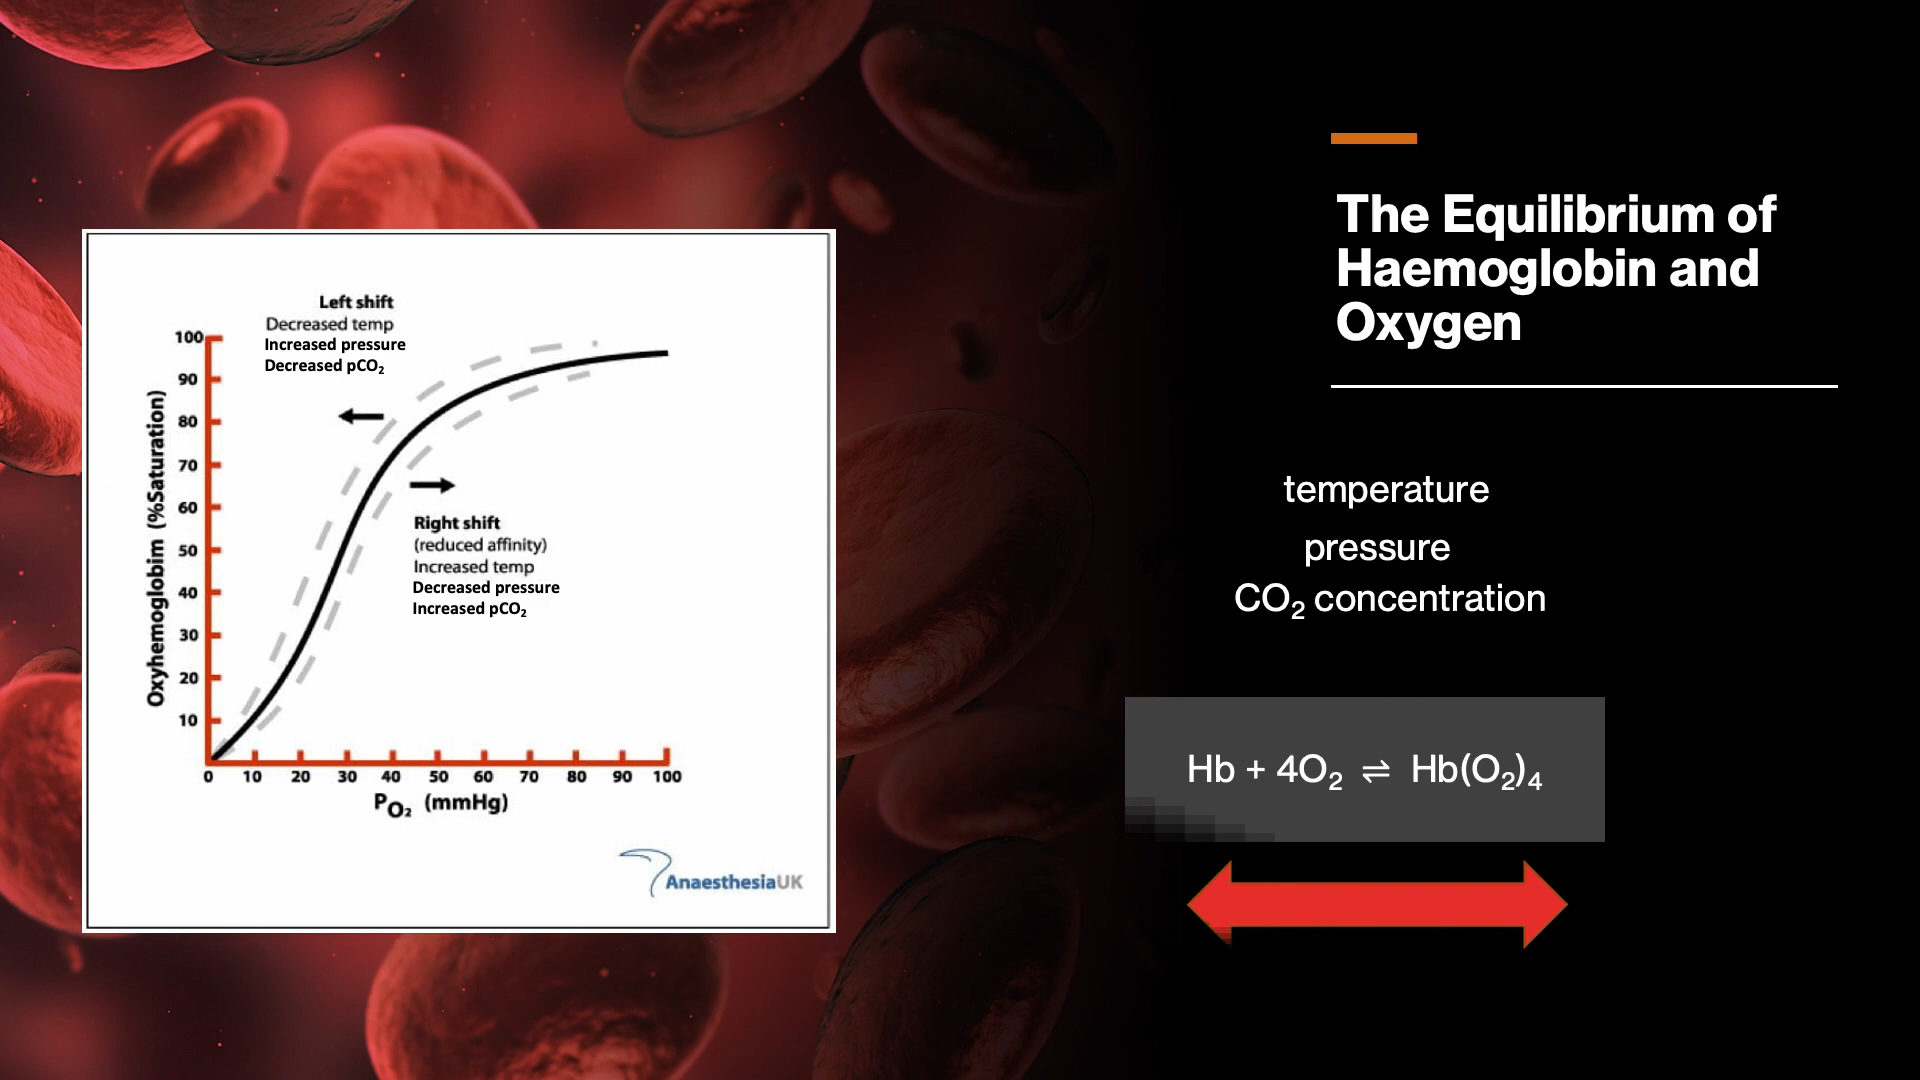 The Equilibrium of
Haemoglobin and
Oxygen
temperature
pressure
CO₂ concentration
Hb + 4O₂ ⇌ Hb(O₂)₄
Left shift
Decreased temp
Increased pressure
Decreased pCO₂
Right shift
(reduced affinity)
Increased temp
Decreased pressure
Increased pCO₂
Oxyhemoglobim (%Saturation)
100
90
80
70
60
50
40
30
20
10
0 10 20 30 40 50 60 70 80 90 100
P_O₂ (mmHg)
AnaesthesiaUK